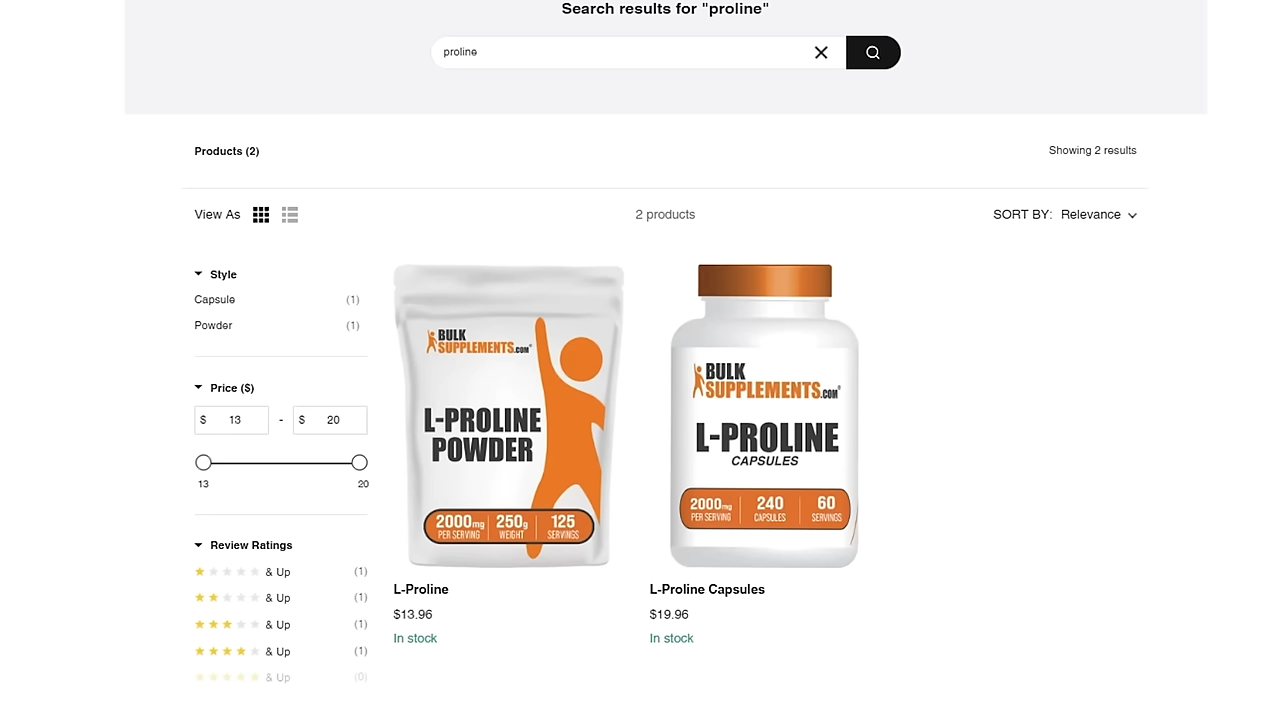 Search results for "proline"
proline
Products (2)
Showing 2 results
View As
2 products
SORT BY: Relevance
Style
Capsule (1)
Powder (1)
Price ($)
$ 13 - $ 20
13 20
Review Ratings
& Up (1)
& Up (1)
& Up (1)
& Up (1)
& Up (0)
BULK
SUPPLEMENTS.COM®
L-PROLINE
POWDER
2000mg 250g 125
PER SERVING WEIGHT SERVINGS
L-Proline
$13.96
In stock
BULK
SUPPLEMENTS.COM®
L-PROLINE
CAPSULES
2000mg 240 60
PER SERVING CAPSULES SERVINGS
L-Proline Capsules
$19.96
In stock